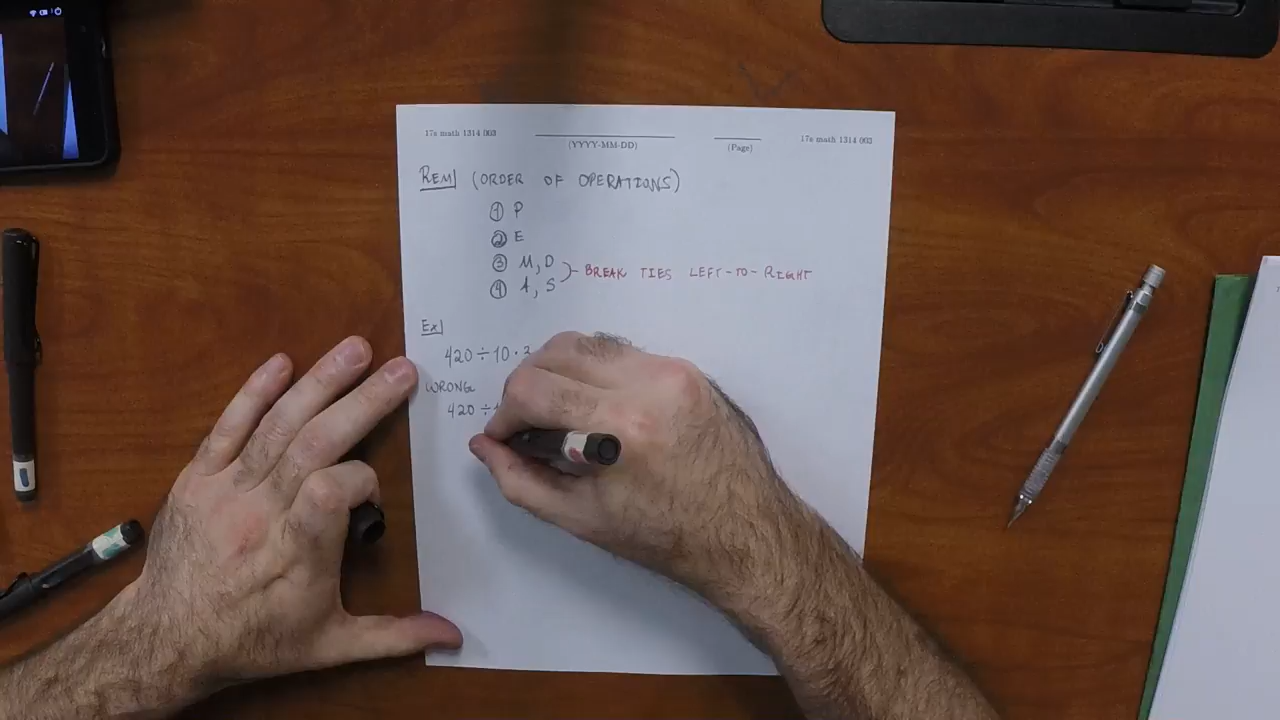 17s math 1314 003 (YYYY-MM-DD) (Page) 17s math 1314 003
REM (ORDER OF OPERATIONS)
① P
② E
③ M, D
④ A, S
BREAK TIES LEFT-TO-RIGHT
Ex
420 ÷ 10 · 3
WRONG
420 ÷